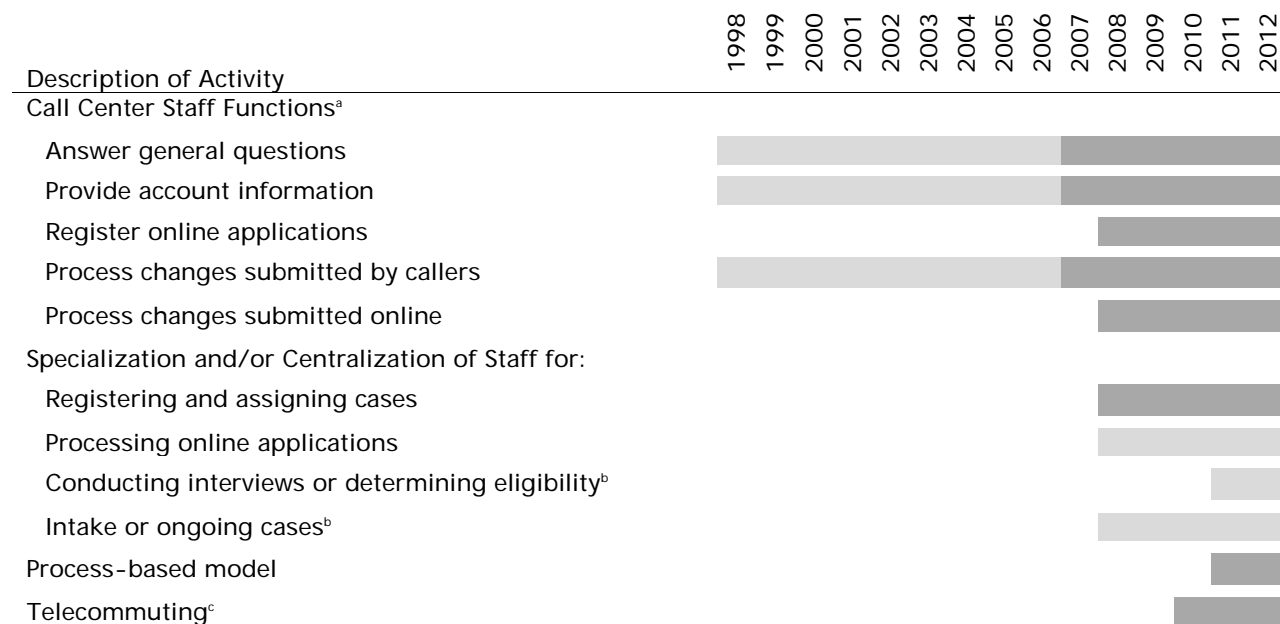 1998 1999 2000 2001 2002 2003 2004 2005 2006 2007 2008 2009 2010 2011 2012
Description of Activity
Call Center Staff Functionsᵃ
Answer general questions
Provide account information
Register online applications
Process changes submitted by callers
Process changes submitted online
Specialization and/or Centralization of Staff for:
Registering and assigning cases
Processing online applications
Conducting interviews or determining eligibilityᵇ
Intake or ongoing casesᵇ
Process-based model
Telecommutingᶜ